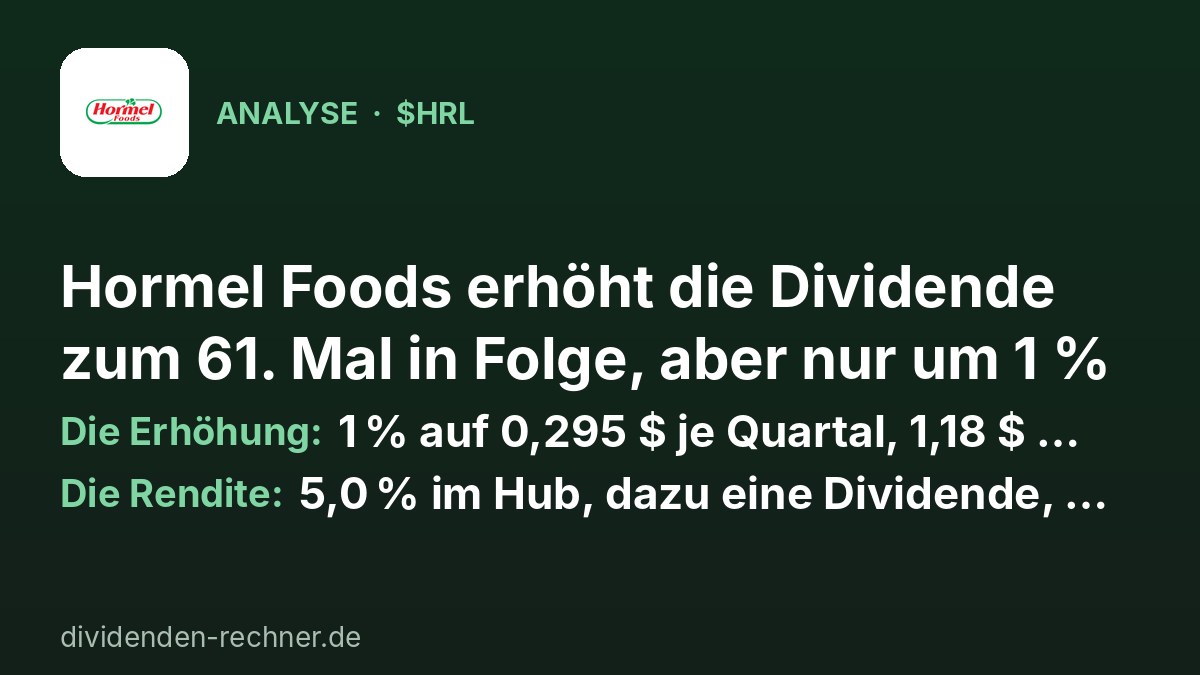 Hormel
Foods
ANALYSE · $HRL
Hormel Foods erhöht die Dividende
zum 61. Mal in Folge, aber nur um 1 %
Die Erhöhung: 1 % auf 0,295 $ je Quartal, 1,18 $ …
Die Rendite: 5,0 % im Hub, dazu eine Dividende, …
dividenden-rechner.de